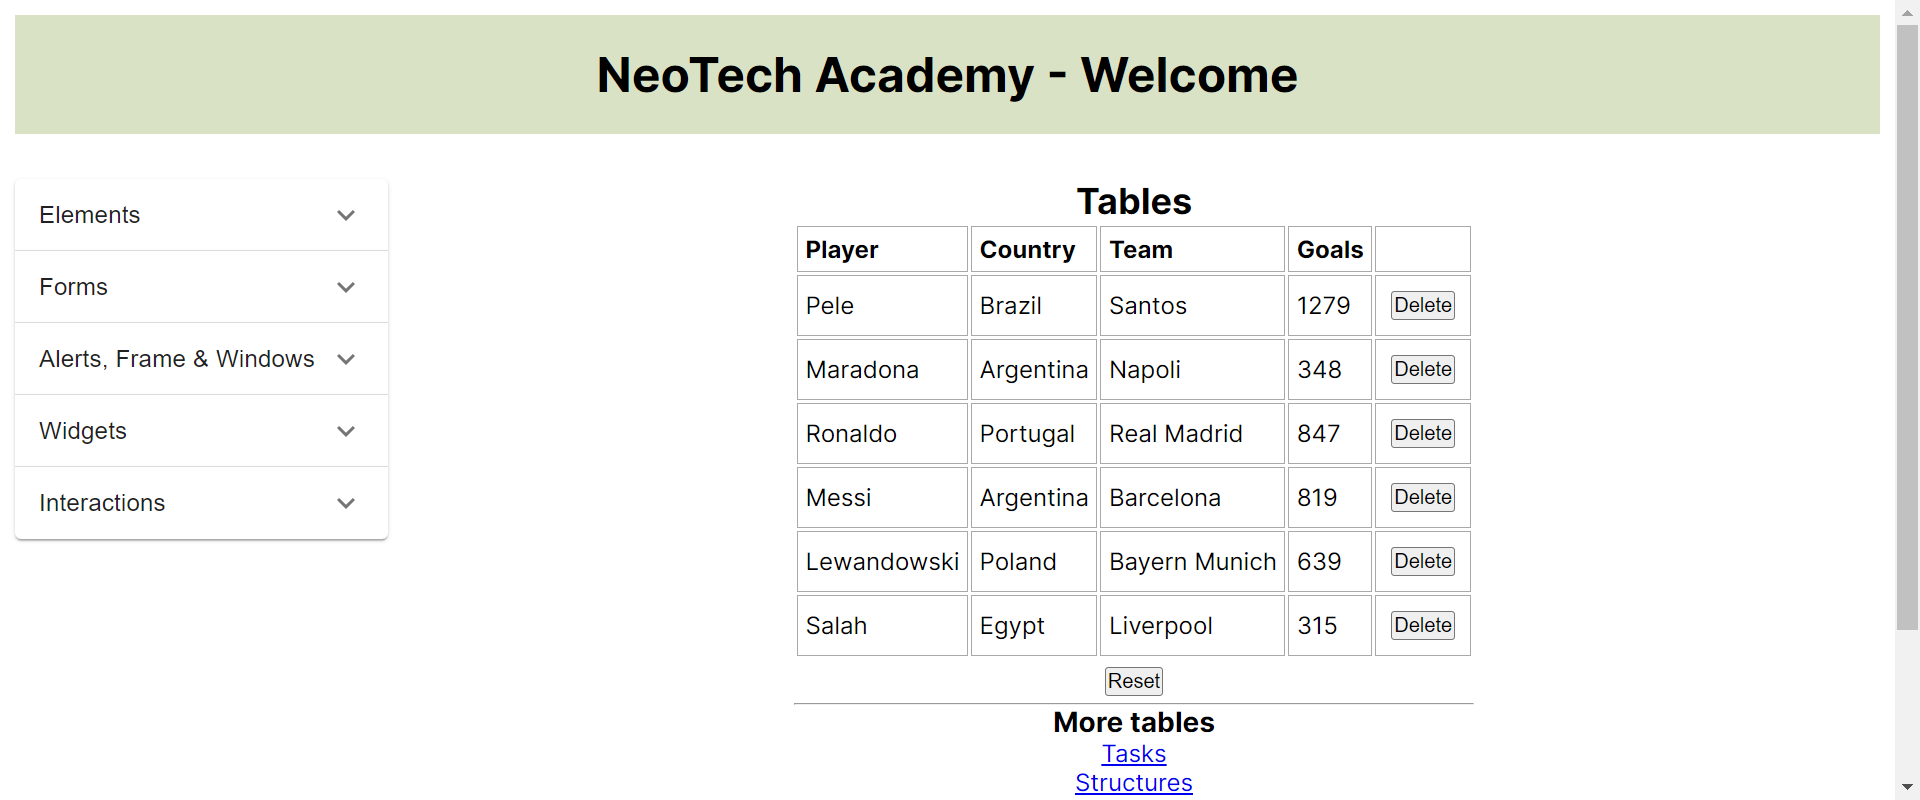 NeoTech Academy - Welcome
Elements
Forms
Alerts, Frame & Windows
Widgets
Interactions
Tables
Player Country Team Goals
Pele Brazil Santos 1279 Delete
Maradona Argentina Napoli 348 Delete
Ronaldo Portugal Real Madrid 847 Delete
Messi Argentina Barcelona 819 Delete
Lewandowski Poland Bayern Munich 639 Delete
Salah Egypt Liverpool 315 Delete
Reset
More tables
Tasks
Structures